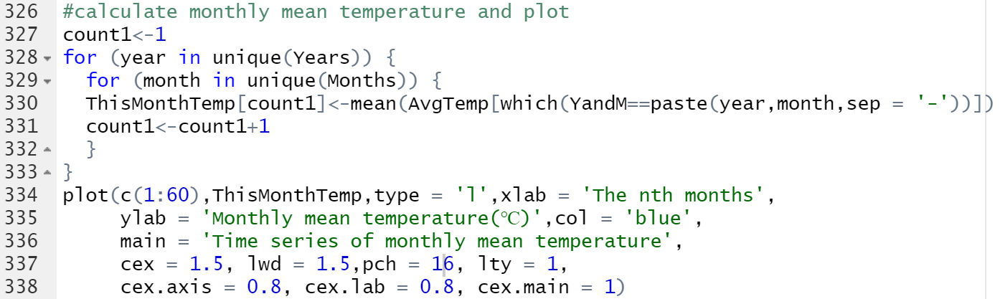 326 #calculate monthly mean temperature and plot
327 count1<-1
328 for (year in unique(Years)) {
329   for (month in unique(Months)) {
330   ThisMonthTemp[count1]<-mean(AvgTemp[which(YandM==paste(year,month,sep = '-'))])
331   count1<-count1+1
332   }
333 }
334 plot(c(1:60),ThisMonthTemp,type = 'l',xlab = 'The nth months',
335      ylab = 'Monthly mean temperature(℃)',col = 'blue',
336      main = 'Time series of monthly mean temperature',
337      cex = 1.5, lwd = 1.5,pch = 16, lty = 1,
338      cex.axis = 0.8, cex.lab = 0.8, cex.main = 1)